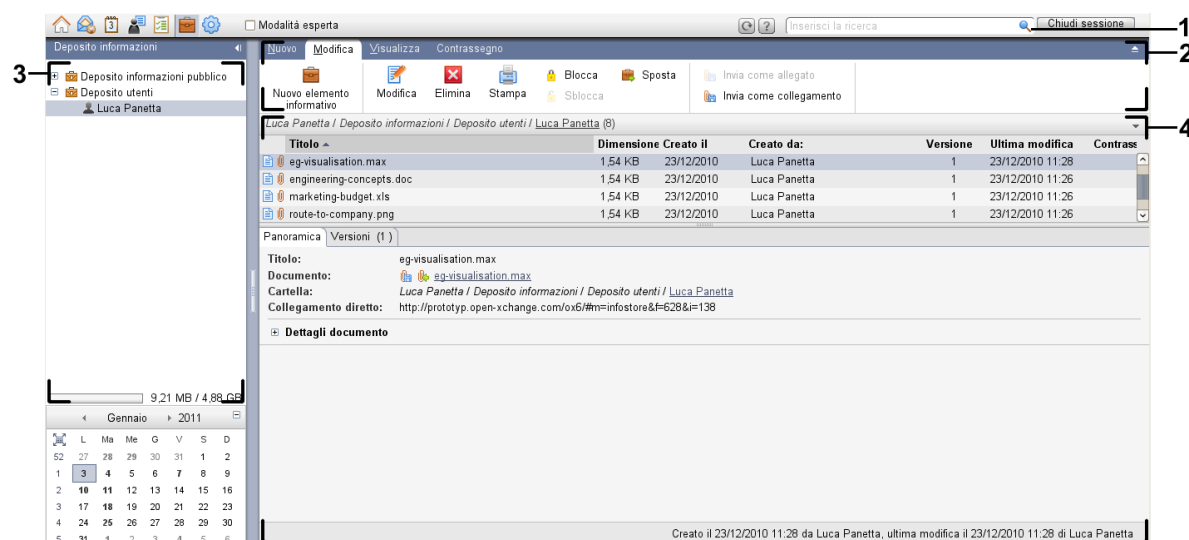 3
Modalità esperta
?
Inserisci la ricerca
Chiudi sessione
1
Deposito informazioni
Nuovo Modifica Visualizza Contrassegno
2
3
Deposito informazioni pubblico
Deposito utenti
Luca Panetta
Nuovo elemento informativo
Modifica
Elimina
Stampa
Blocca
Sblocca
Sposta
Invia come allegato
Invia come collegamento
Luca Panetta / Deposito informazioni / Deposito utenti / Luca Panetta (8)
4
Titolo Dimensione Creato il Creato da: Versione Ultima modifica Contrass
eg-visualisation.max 1,54 KB 23/12/2010 Luca Panetta 1 23/12/2010 11:28
engineering-concepts.doc 1,54 KB 23/12/2010 Luca Panetta 1 23/12/2010 11:26
marketing-budget.xls 1,54 KB 23/12/2010 Luca Panetta 1 23/12/2010 11:26
route-to-company.png 1,54 KB 23/12/2010 Luca Panetta 1 23/12/2010 11:26
Panoramica Versioni (1)
Titolo: eg-visualisation.max
Documento: eg-visualisation.max
Cartella: Luca Panetta / Deposito informazioni / Deposito utenti / Luca Panetta
Collegamento diretto: http://prototyp.open-xchange.com/ox6/#m=infostore&f=628&i=138
Dettagli documento
9,21 MB / 4,88 GB
Gennaio 2011
L Ma Me G V S D
52 27 28 29 30 31 1 2
1 3 4 5 6 7 8 9
2 10 11 12 13 14 15 16
3 17 18 19 20 21 22 23
4 24 25 26 27 28 29 30
5 31 1 2 3 4 5 6
Creato il 23/12/2010 11:28 da Luca Panetta, ultima modifica il 23/12/2010 11:28 di Luca Panetta